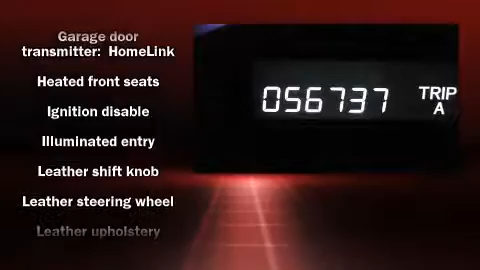 Garage door
transmitter: HomeLink
Heated front seats
Ignition disable
Illuminated entry
Leather shift knob
Leather steering wheel
Leather upholstery
056737
TRIP
A